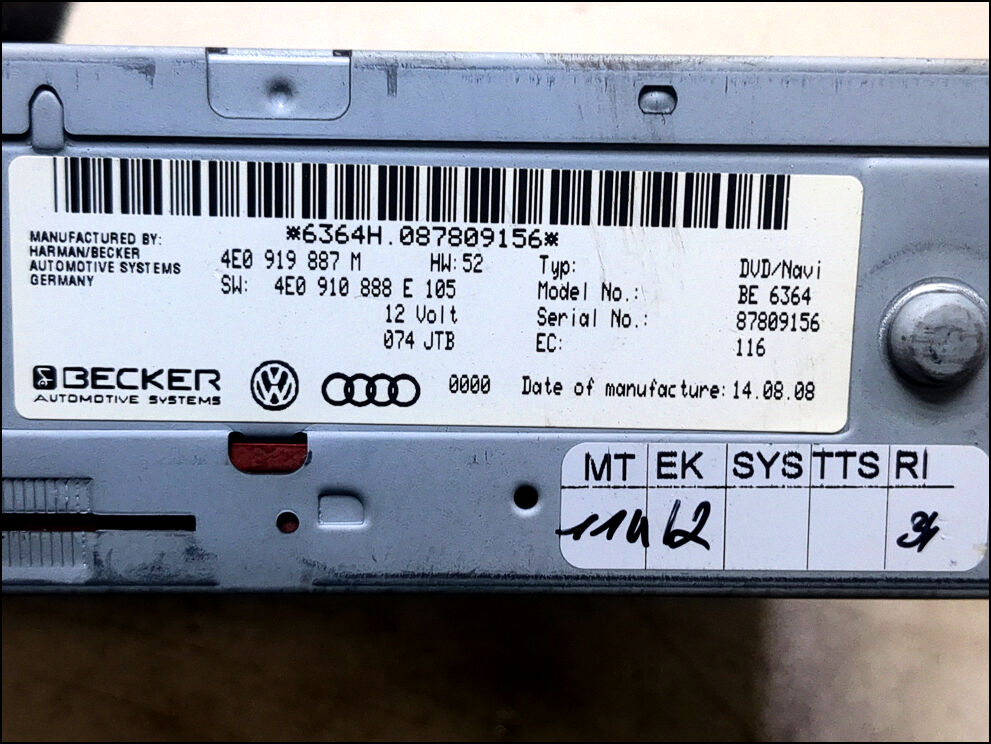 *6364H.087809156*
MANUFACTURED BY:
HARMAN/BECKER
AUTOMOTIVE SYSTEMS
GERMANY
4E0 919 887 M HW: 52
SW: 4E0 910 888 E 105
12 Volt
074 JTB
Typ: DVD/Navi
Model No.: BE 6364
Serial No.: 87809156
EC: 116
BECKER
AUTOMOTIVE SYSTEMS
0000 Date of manufacture: 14.08.08
MT EK SYS TTS RI
62